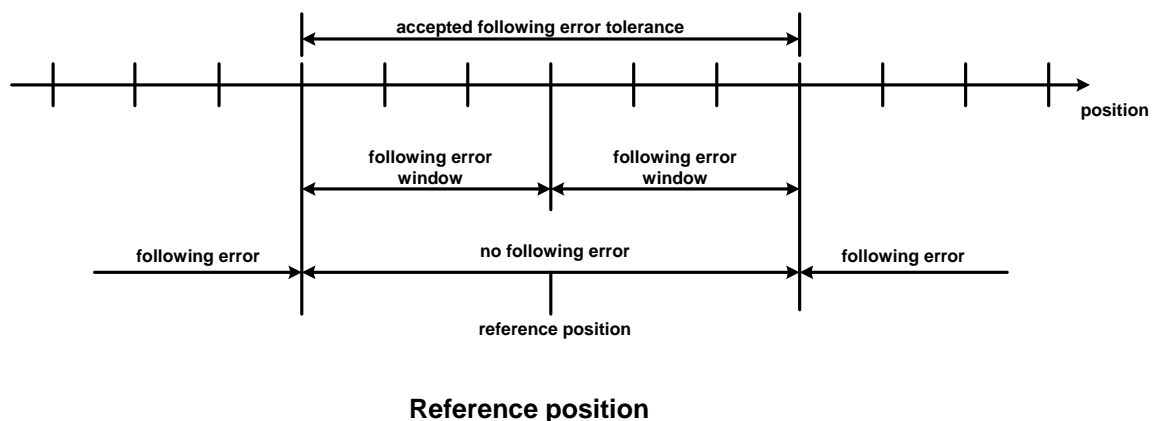 accepted following error tolerance
position
following error
window
following error
window
following error
no following error
following error
reference position
Reference position